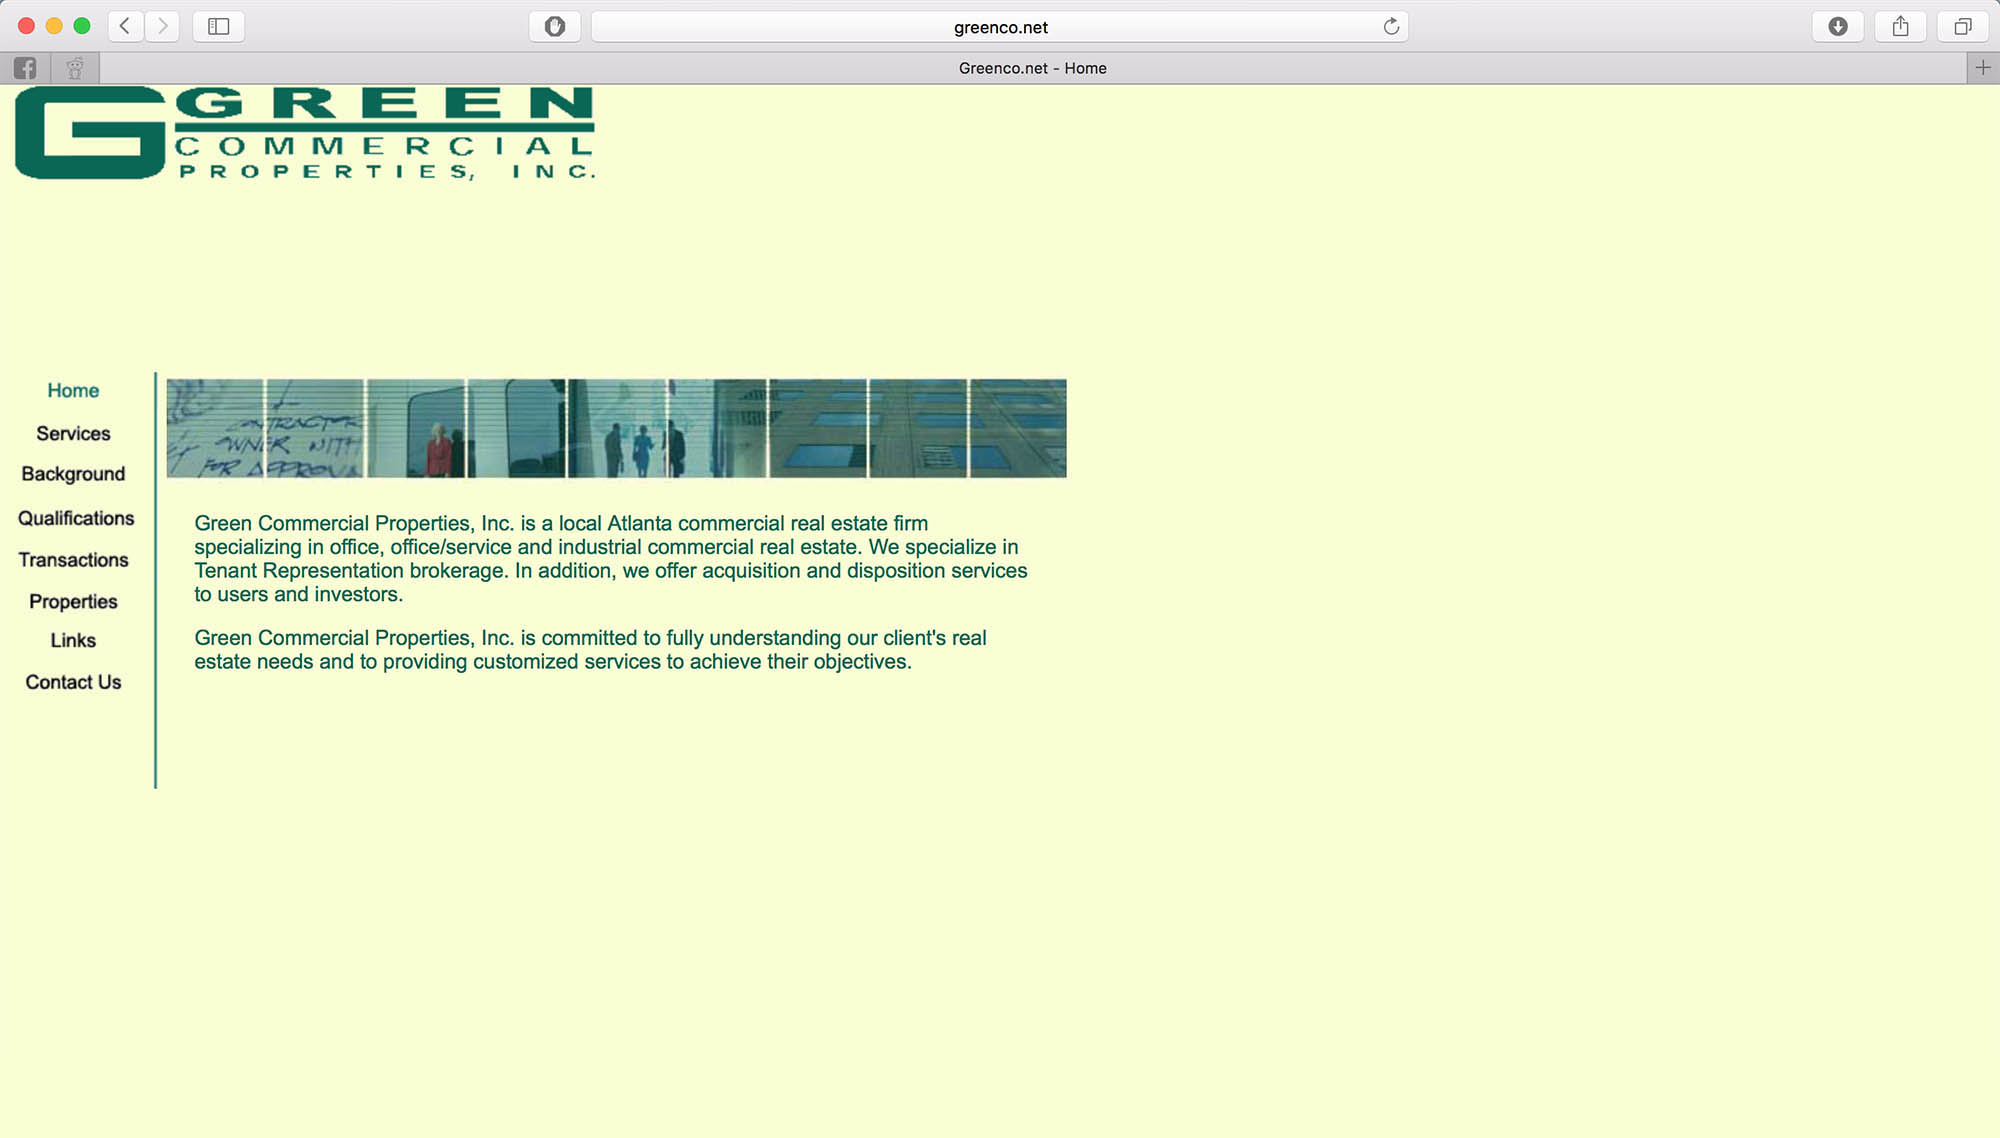 greenco.net
Greenco.net - Home
G GREEN
COMMERCIAL
PROPERTIES, INC.
Home
Services
Background
Qualifications
Transactions
Properties
Links
Contact Us
CONTRACTOR
OWNER WITH
FOR APPROVA
Green Commercial Properties, Inc. is a local Atlanta commercial real estate firm
specializing in office, office/service and industrial commercial real estate. We specialize in
Tenant Representation brokerage. In addition, we offer acquisition and disposition services
to users and investors.
Green Commercial Properties, Inc. is committed to fully understanding our client's real
estate needs and to providing customized services to achieve their objectives.